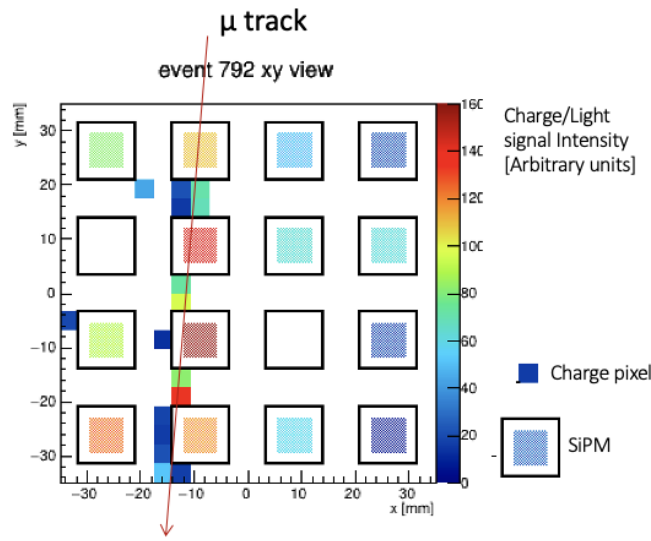 μ track
event 792 xy view
y [mm]
30
20
10
0
−10
−20
−30
−30 −20 −10 0 10 20 30
x [mm]
160
140
120
100
80
60
40
20
0
Charge/Light
signal Intensity
[Arbitrary units]
Charge pixel
SiPM